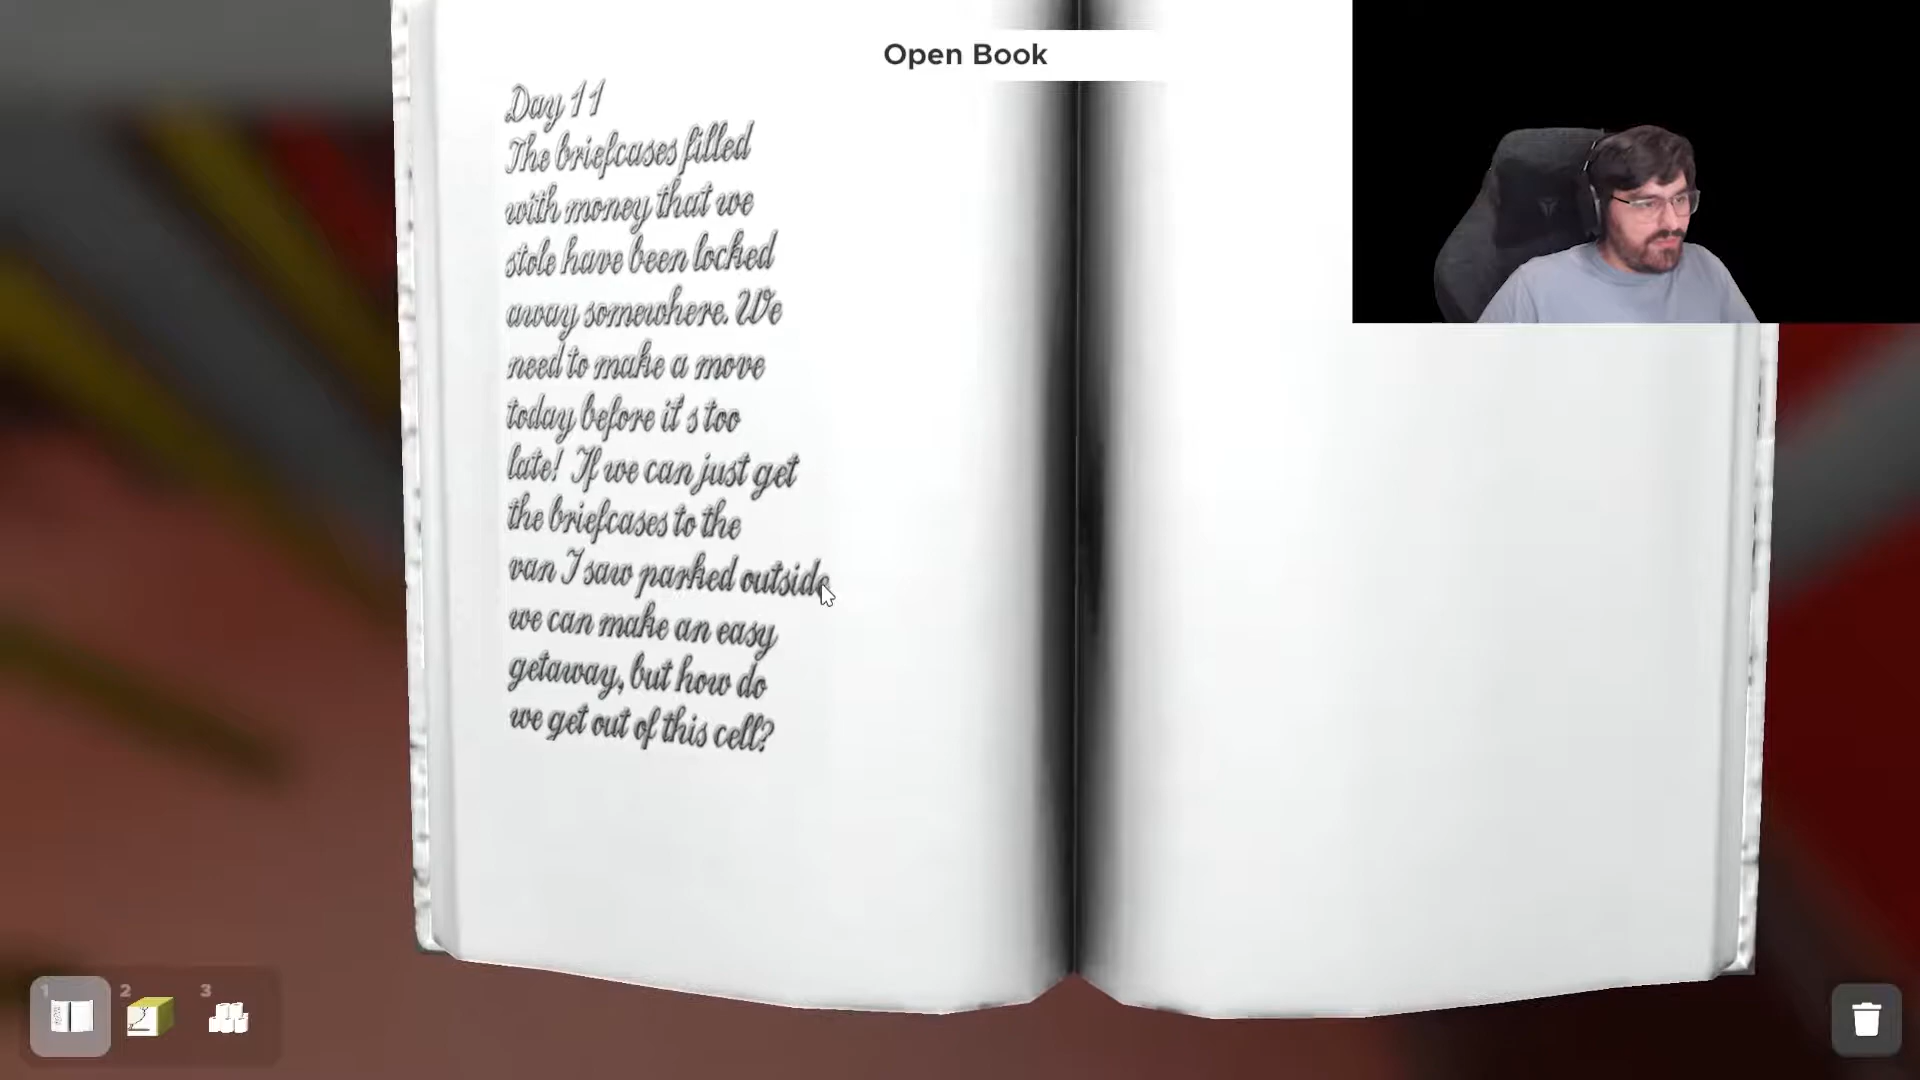 Open Book
Day 11
The briefcases filled
with money that we
stole have been locked
away somewhere. We
need to make a move
today before it's too
late! If we can just get
the briefcases to the
van I saw parked outside
we can make an easy
getaway, but how do
we get out of this cell?
1 2 3